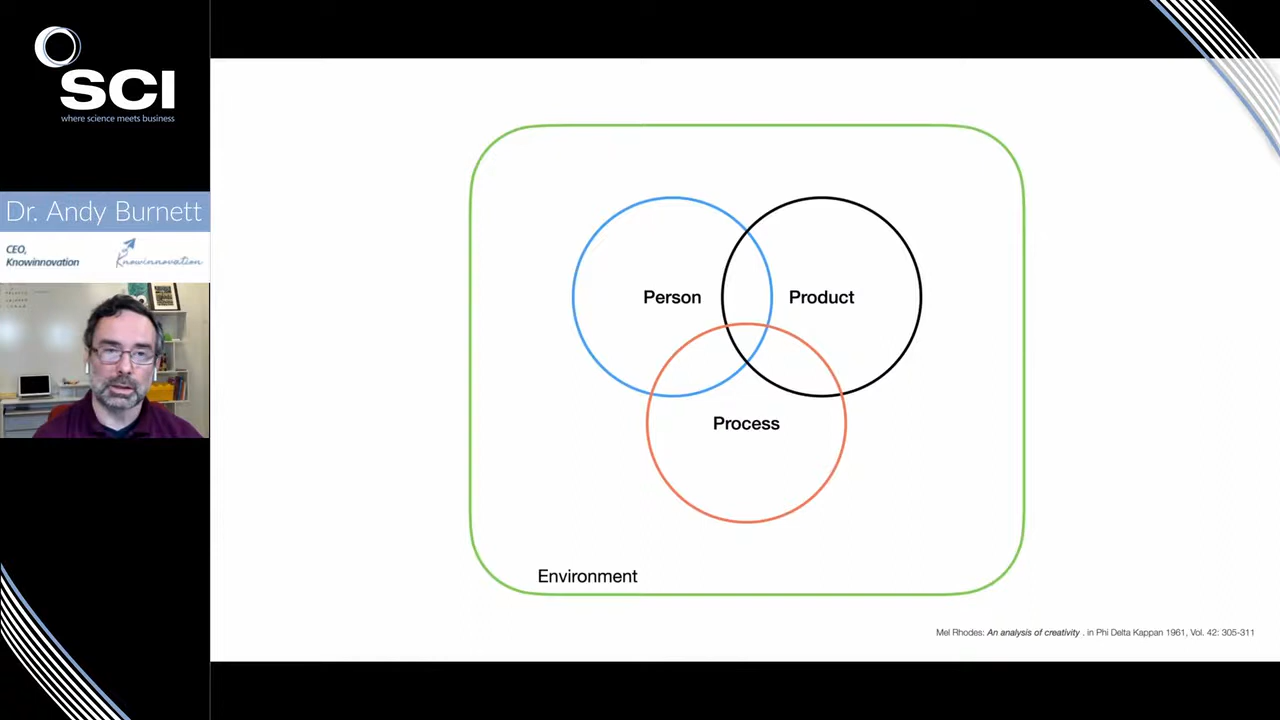 SCI
where science meets business
Dr. Andy Burnett
CEO,
Knowinnovation
Knowinnovation
Person
Product
Process
Environment
Mel Rhodes: An analysis of creativity . in Phi Delta Kappan 1961, Vol. 42: 305-311